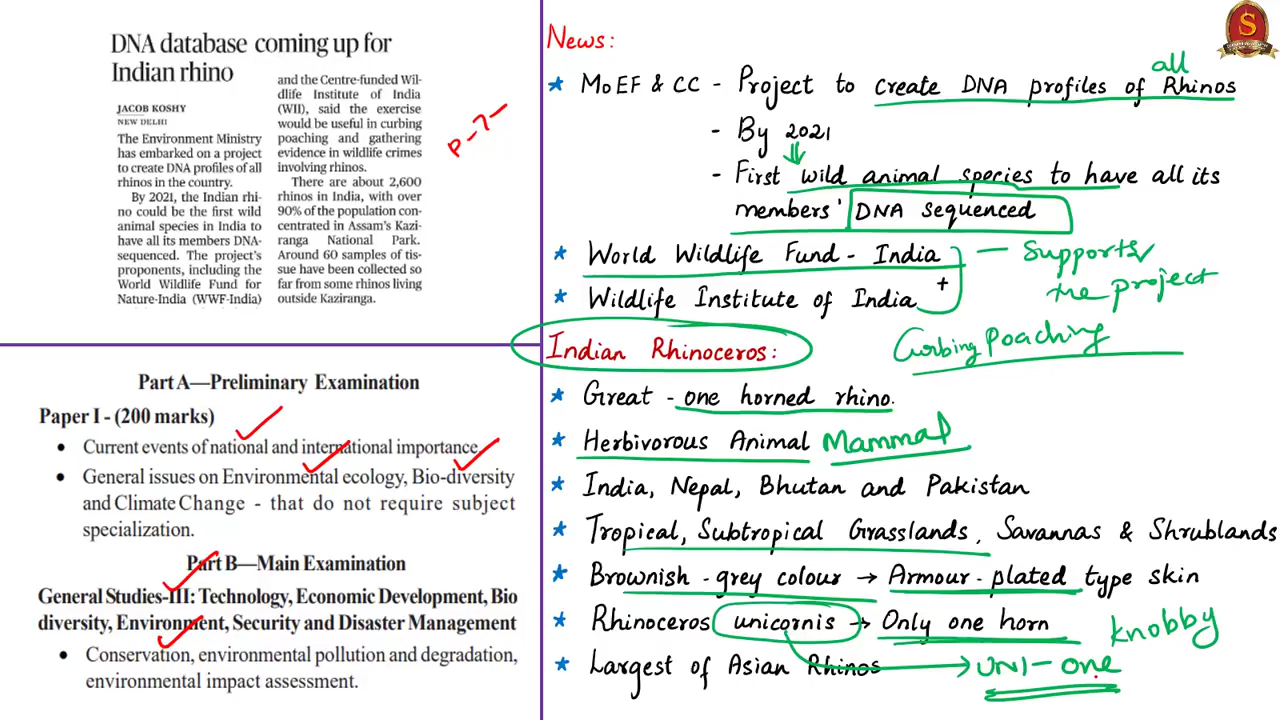 DNA database coming up for
Indian rhino
JACOB KOSHY
NEW DELHI
The Environment Ministry
has embarked on a project
to create DNA profiles of all
rhinos in the country.
By 2021, the Indian rhi-
no could be the first wild
animal species in India to
have all its members DNA-
sequenced. The project's
proponents, including the
World Wildlife Fund for
Nature-India (WWF-India)
and the Centre-funded Wil-
dlife Institute of India
(WII), said the exercise
would be useful in curbing
poaching and gathering
evidence in wildlife crimes
involving rhinos.
There are about 2,600
rhinos in India, with over
90% of the population con-
centrated in Assam's Kazi-
ranga National Park.
Around 60 samples of tis-
sue have been collected so
far from some rhinos living
outside Kaziranga.
P-7-
Part A—Preliminary Examination
Paper I - (200 marks)
• Current events of national and international importance.
• General issues on Environmental ecology, Bio-diversity
and Climate Change - that do not require subject
specialization.
Part B—Main Examination
General Studies-III: Technology, Economic Development, Bio
diversity, Environment, Security and Disaster Management
• Conservation, environmental pollution and degradation,
environmental impact assessment.
News:
* MoEF & CC - Project to create DNA profiles of all Rhinos
- By 2021
- First wild animal species to have all its
members' DNA sequenced
* World Wildlife Fund - India
* Wildlife Institute of India +
- Supports
the project
Indian Rhinoceros:
Curbing Poaching
* Great - one horned rhino.
* Herbivorous Animal Mammal
* India, Nepal, Bhutan and Pakistan
* Tropical, Subtropical Grasslands, Savannas & Shrublands
* Brownish - grey colour → Armour - plated type skin
* Rhinoceros unicornis → Only one horn knobby
* Largest of Asian Rhinos → UNI - one
S